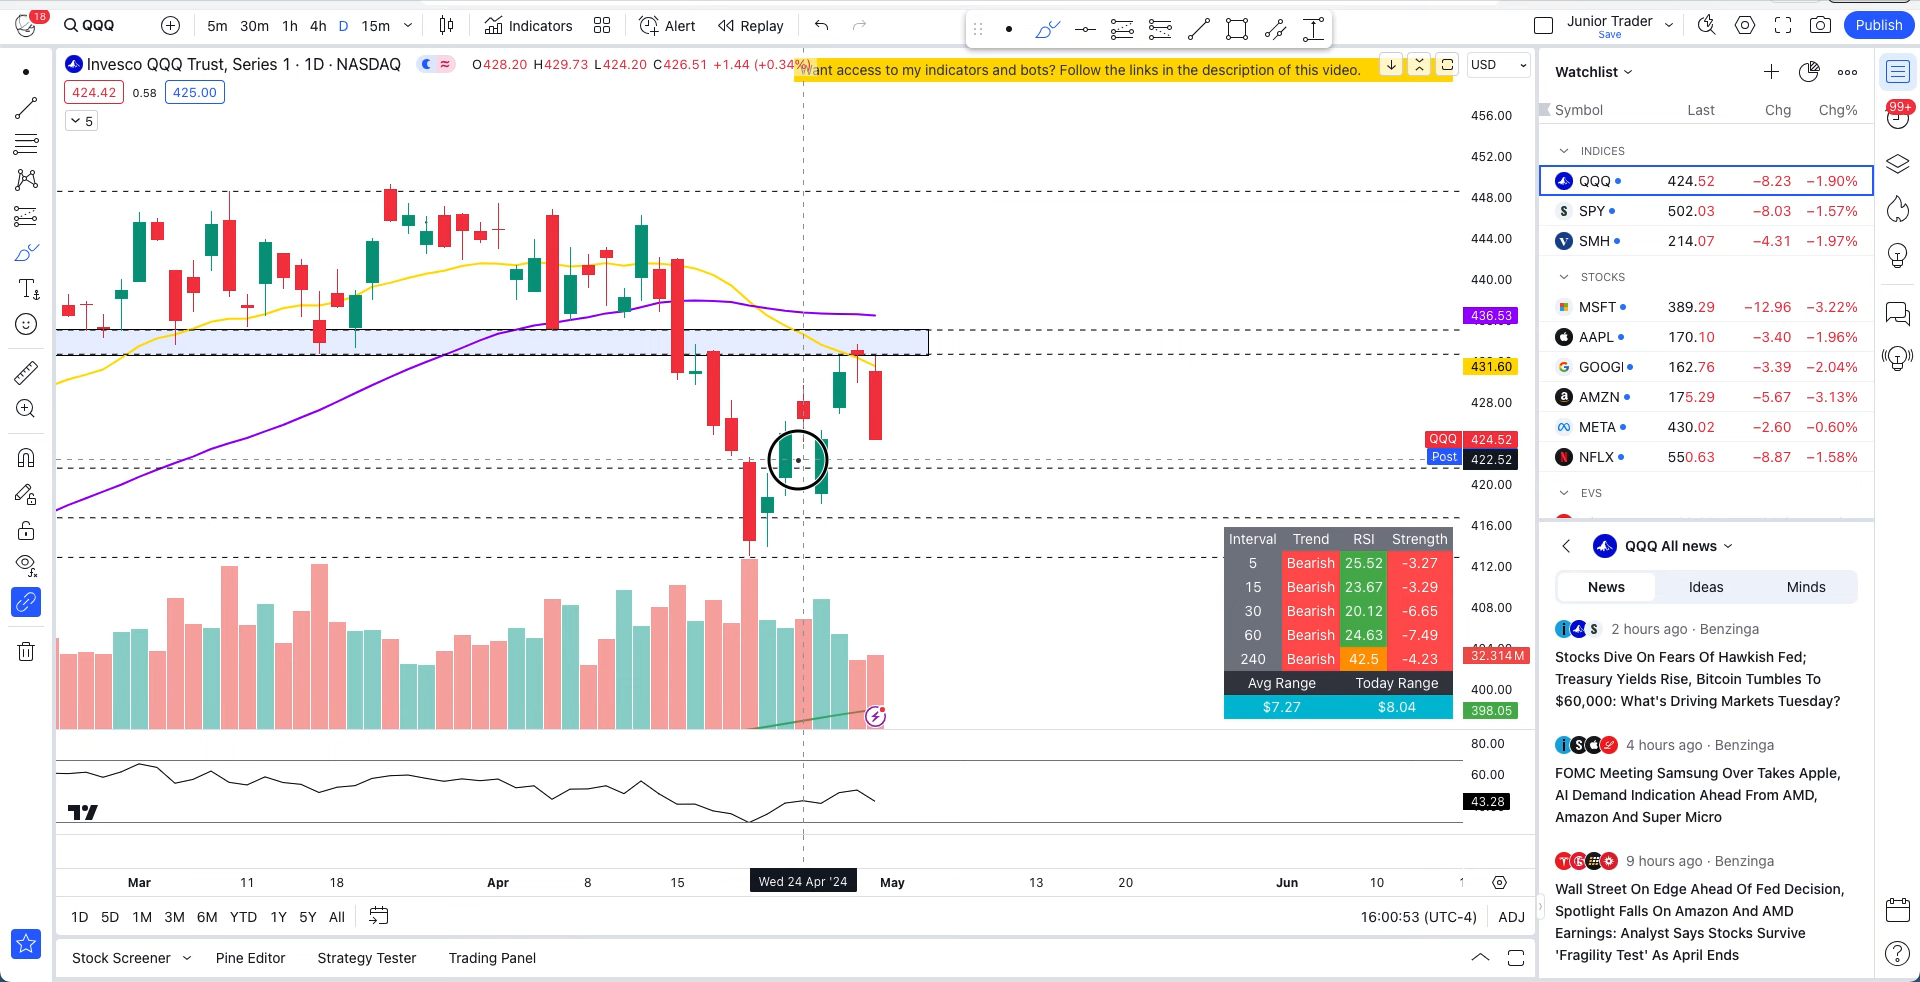 18
QQQ
5m 30m 1h 4h D 15m
Indicators
Alert
Replay
Junior Trader
Save
Publish
Invesco QQQ Trust, Series 1 · 1D · NASDAQ
O428.20 H429.73 L424.20 C426.51 +1.44 (+0.34%)
Want access to my indicators and bots? Follow the links in the description of this video.
USD
424.42 0.58 425.00
5
456.00
452.00
448.00
444.00
440.00
436.53
431.60
428.00
QQQ 424.52
Post 422.52
420.00
416.00
412.00
408.00
32.314M
400.00
398.05
80.00
60.00
43.28
Interval Trend RSI Strength
5 Bearish 25.52 -3.27
15 Bearish 23.67 -3.29
30 Bearish 20.12 -6.65
60 Bearish 24.63 -7.49
240 Bearish 42.5 -4.23
Avg Range Today Range
$7.27 $8.04
Mar 11 18 Apr 8 15 Wed 24 Apr '24 May 13 20 Jun 10
1D 5D 1M 3M 6M YTD 1Y 5Y All
16:00:53 (UTC-4) ADJ
Stock Screener Pine Editor Strategy Tester Trading Panel
Watchlist
Symbol Last Chg Chg%
INDICES
QQQ 424.52 −8.23 −1.90%
SPY 502.03 −8.03 −1.57%
SMH 214.07 −4.31 −1.97%
STOCKS
MSFT 389.29 −12.96 −3.22%
AAPL 170.10 −3.40 −1.96%
GOOGL 162.76 −3.39 −2.04%
AMZN 175.29 −5.67 −3.13%
META 430.02 −2.60 −0.60%
NFLX 550.63 −8.87 −1.58%
EVS
99+
QQQ All news
News Ideas Minds
2 hours ago · Benzinga
Stocks Dive On Fears Of Hawkish Fed;
Treasury Yields Rise, Bitcoin Tumbles To
$60,000: What's Driving Markets Tuesday?
4 hours ago · Benzinga
FOMC Meeting Samsung Over Takes Apple,
AI Demand Indication Ahead From AMD,
Amazon And Super Micro
9 hours ago · Benzinga
Wall Street On Edge Ahead Of Fed Decision,
Spotlight Falls On Amazon And AMD
Earnings: Analyst Says Stocks Survive
'Fragility Test' As April Ends